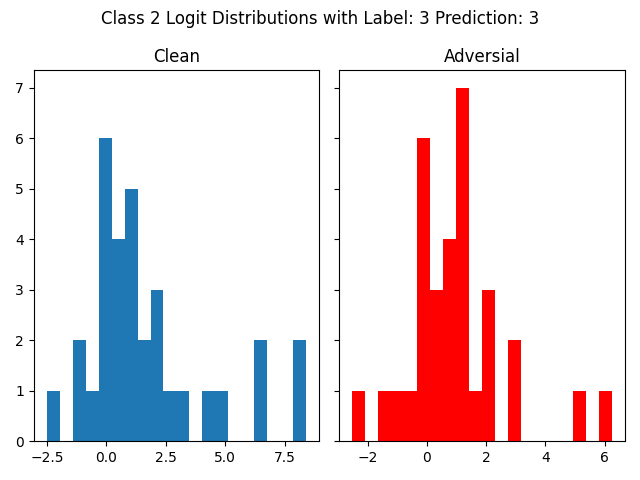 Class 2 Logit Distributions with Label: 3 Prediction: 3
Clean
Adversial
7
6
5
4
3
2
1
0
−2.5 0.0 2.5 5.0 7.5
−2 0 2 4 6